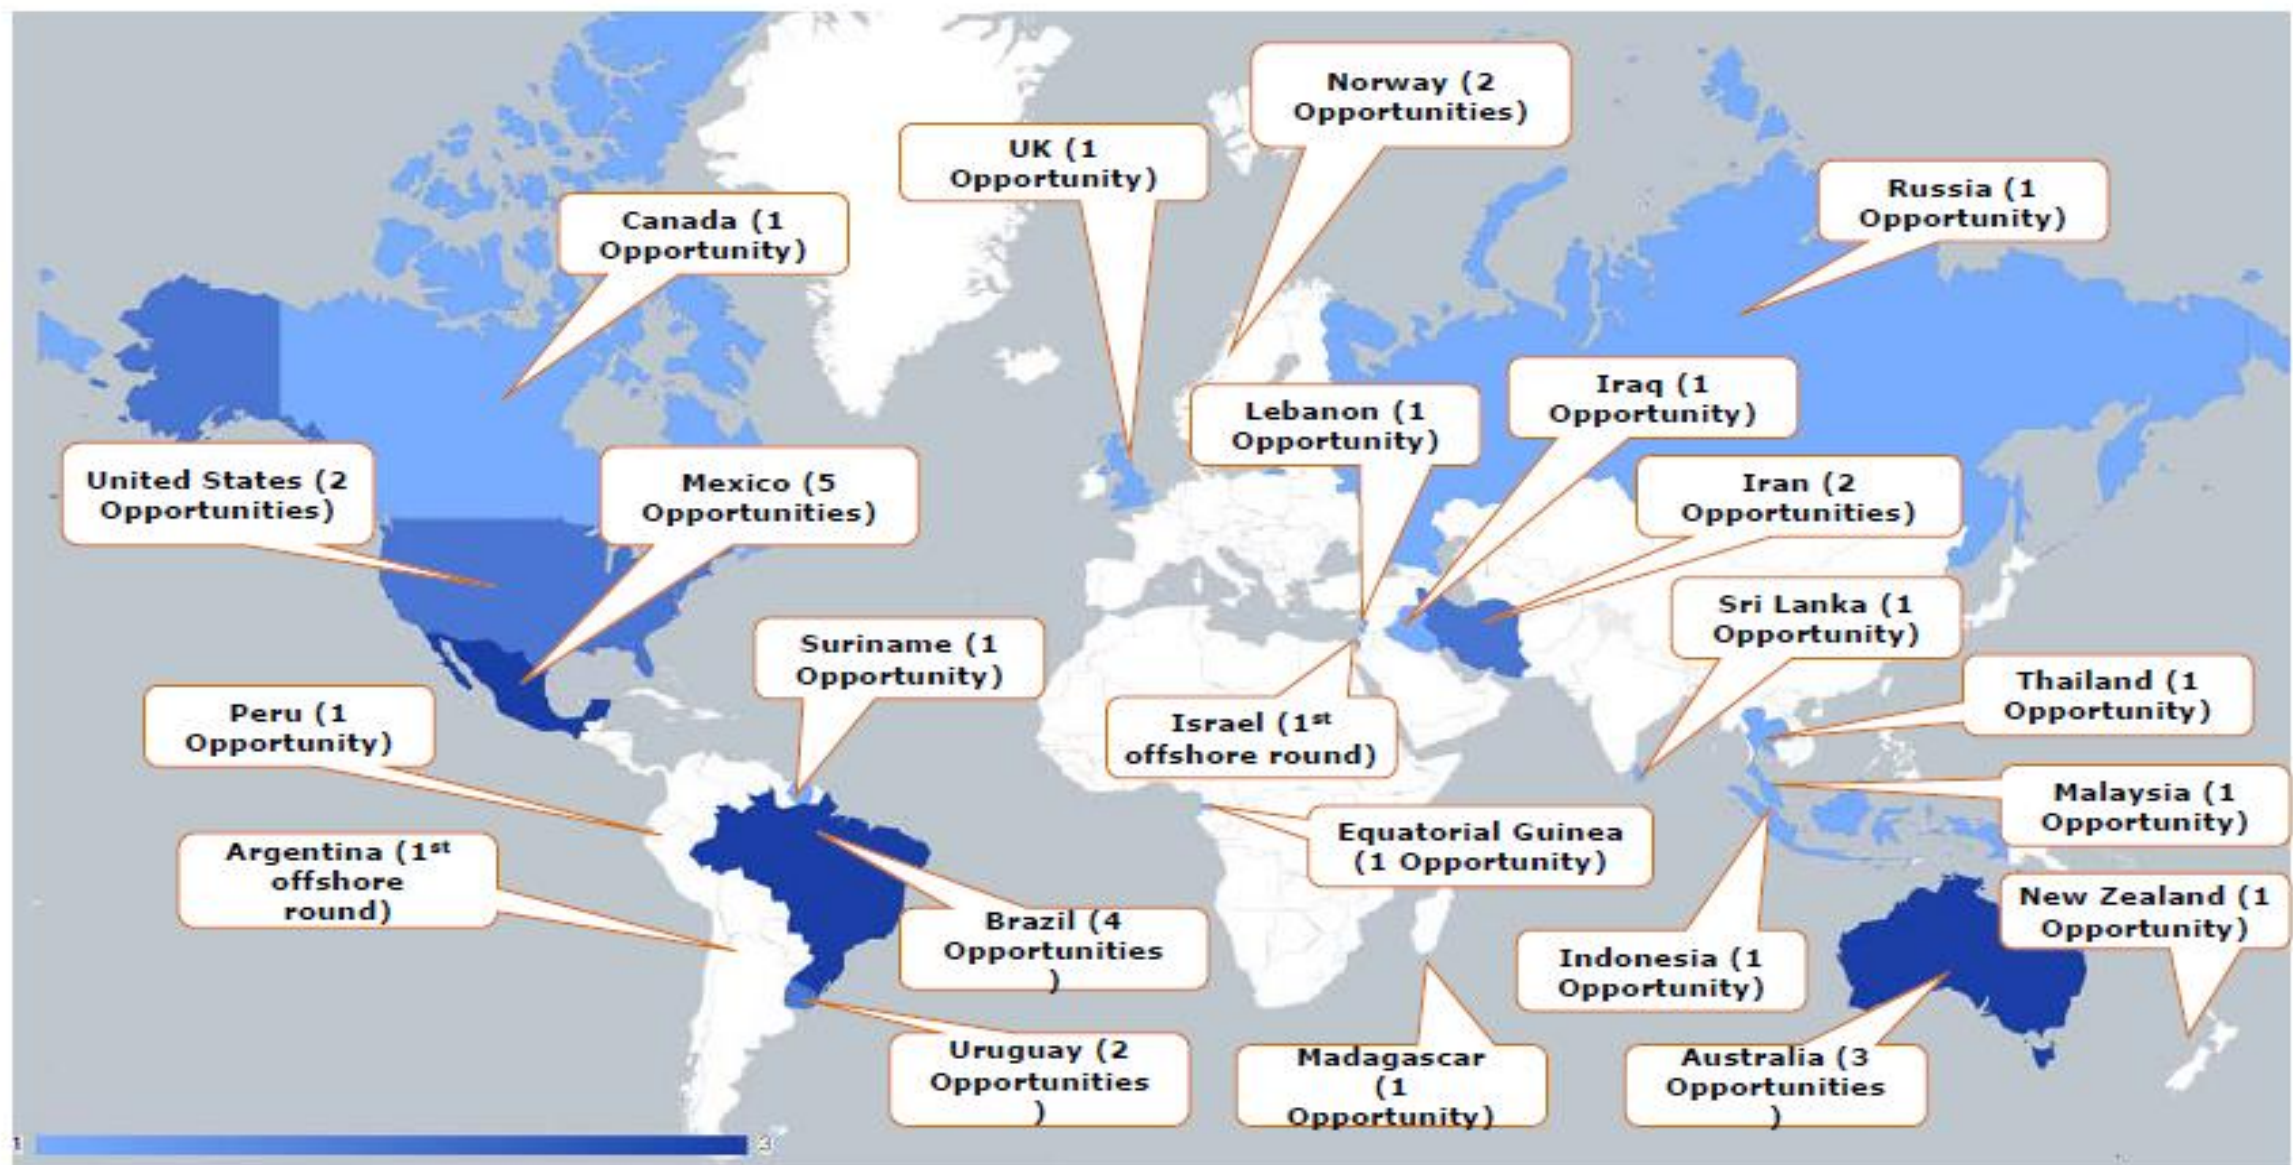 Norway (2
Opportunities)
UK (1
Opportunity)
Russia (1
Opportunity)
Canada (1
Opportunity)
Iraq (1
Opportunity)
Lebanon (1
Opportunity)
United States (2
Opportunities)
Mexico (5
Opportunities)
Iran (2
Opportunities)
Sri Lanka (1
Opportunity)
Suriname (1
Opportunity)
Thailand (1
Opportunity)
Peru (1
Opportunity)
Israel (1st
offshore round)
Malaysia (1
Opportunity)
Equatorial Guinea
(1 Opportunity)
Argentina (1st
offshore
round)
New Zealand (1
Opportunity)
Brazil (4
Opportunities
)
Indonesia (1
Opportunity)
Uruguay (2
Opportunities
)
Madagascar
(1
Opportunity)
Australia (3
Opportunities
)
1 3